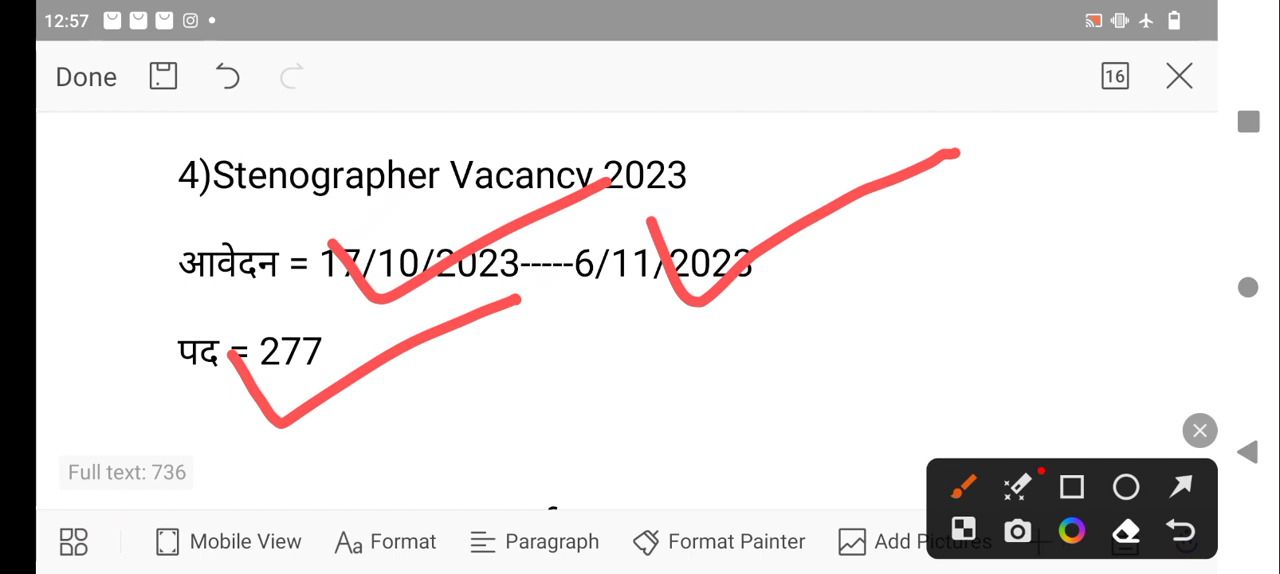 12:57
Done
16
4)Stenographer Vacancy 2023
आवेदन = 17/10/2023-----6/11/2023
पद = 277
Full text: 736
Mobile View Format Paragraph Format Painter Add Pictures